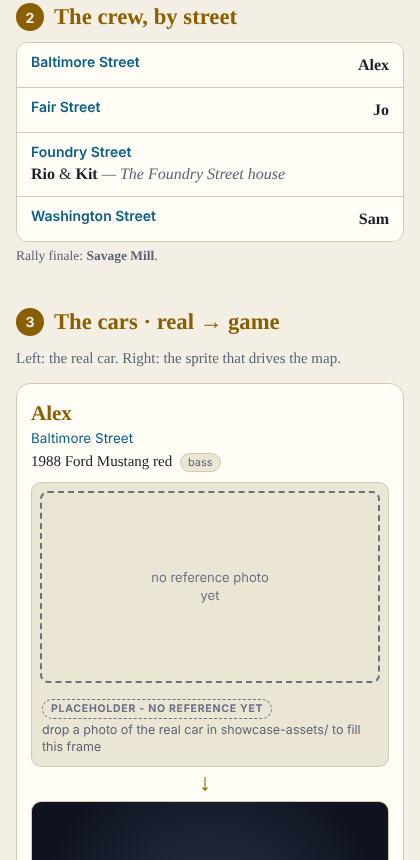 2 The crew, by street
Baltimore Street Alex
Fair Street Jo
Foundry Street
Rio & Kit — The Foundry Street house
Washington Street Sam
Rally finale: Savage Mill.
3 The cars · real → game
Left: the real car. Right: the sprite that drives the map.
Alex
Baltimore Street
1988 Ford Mustang red bass
no reference photo
yet
PLACEHOLDER - NO REFERENCE YET
drop a photo of the real car in showcase-assets/ to fill
this frame
↓